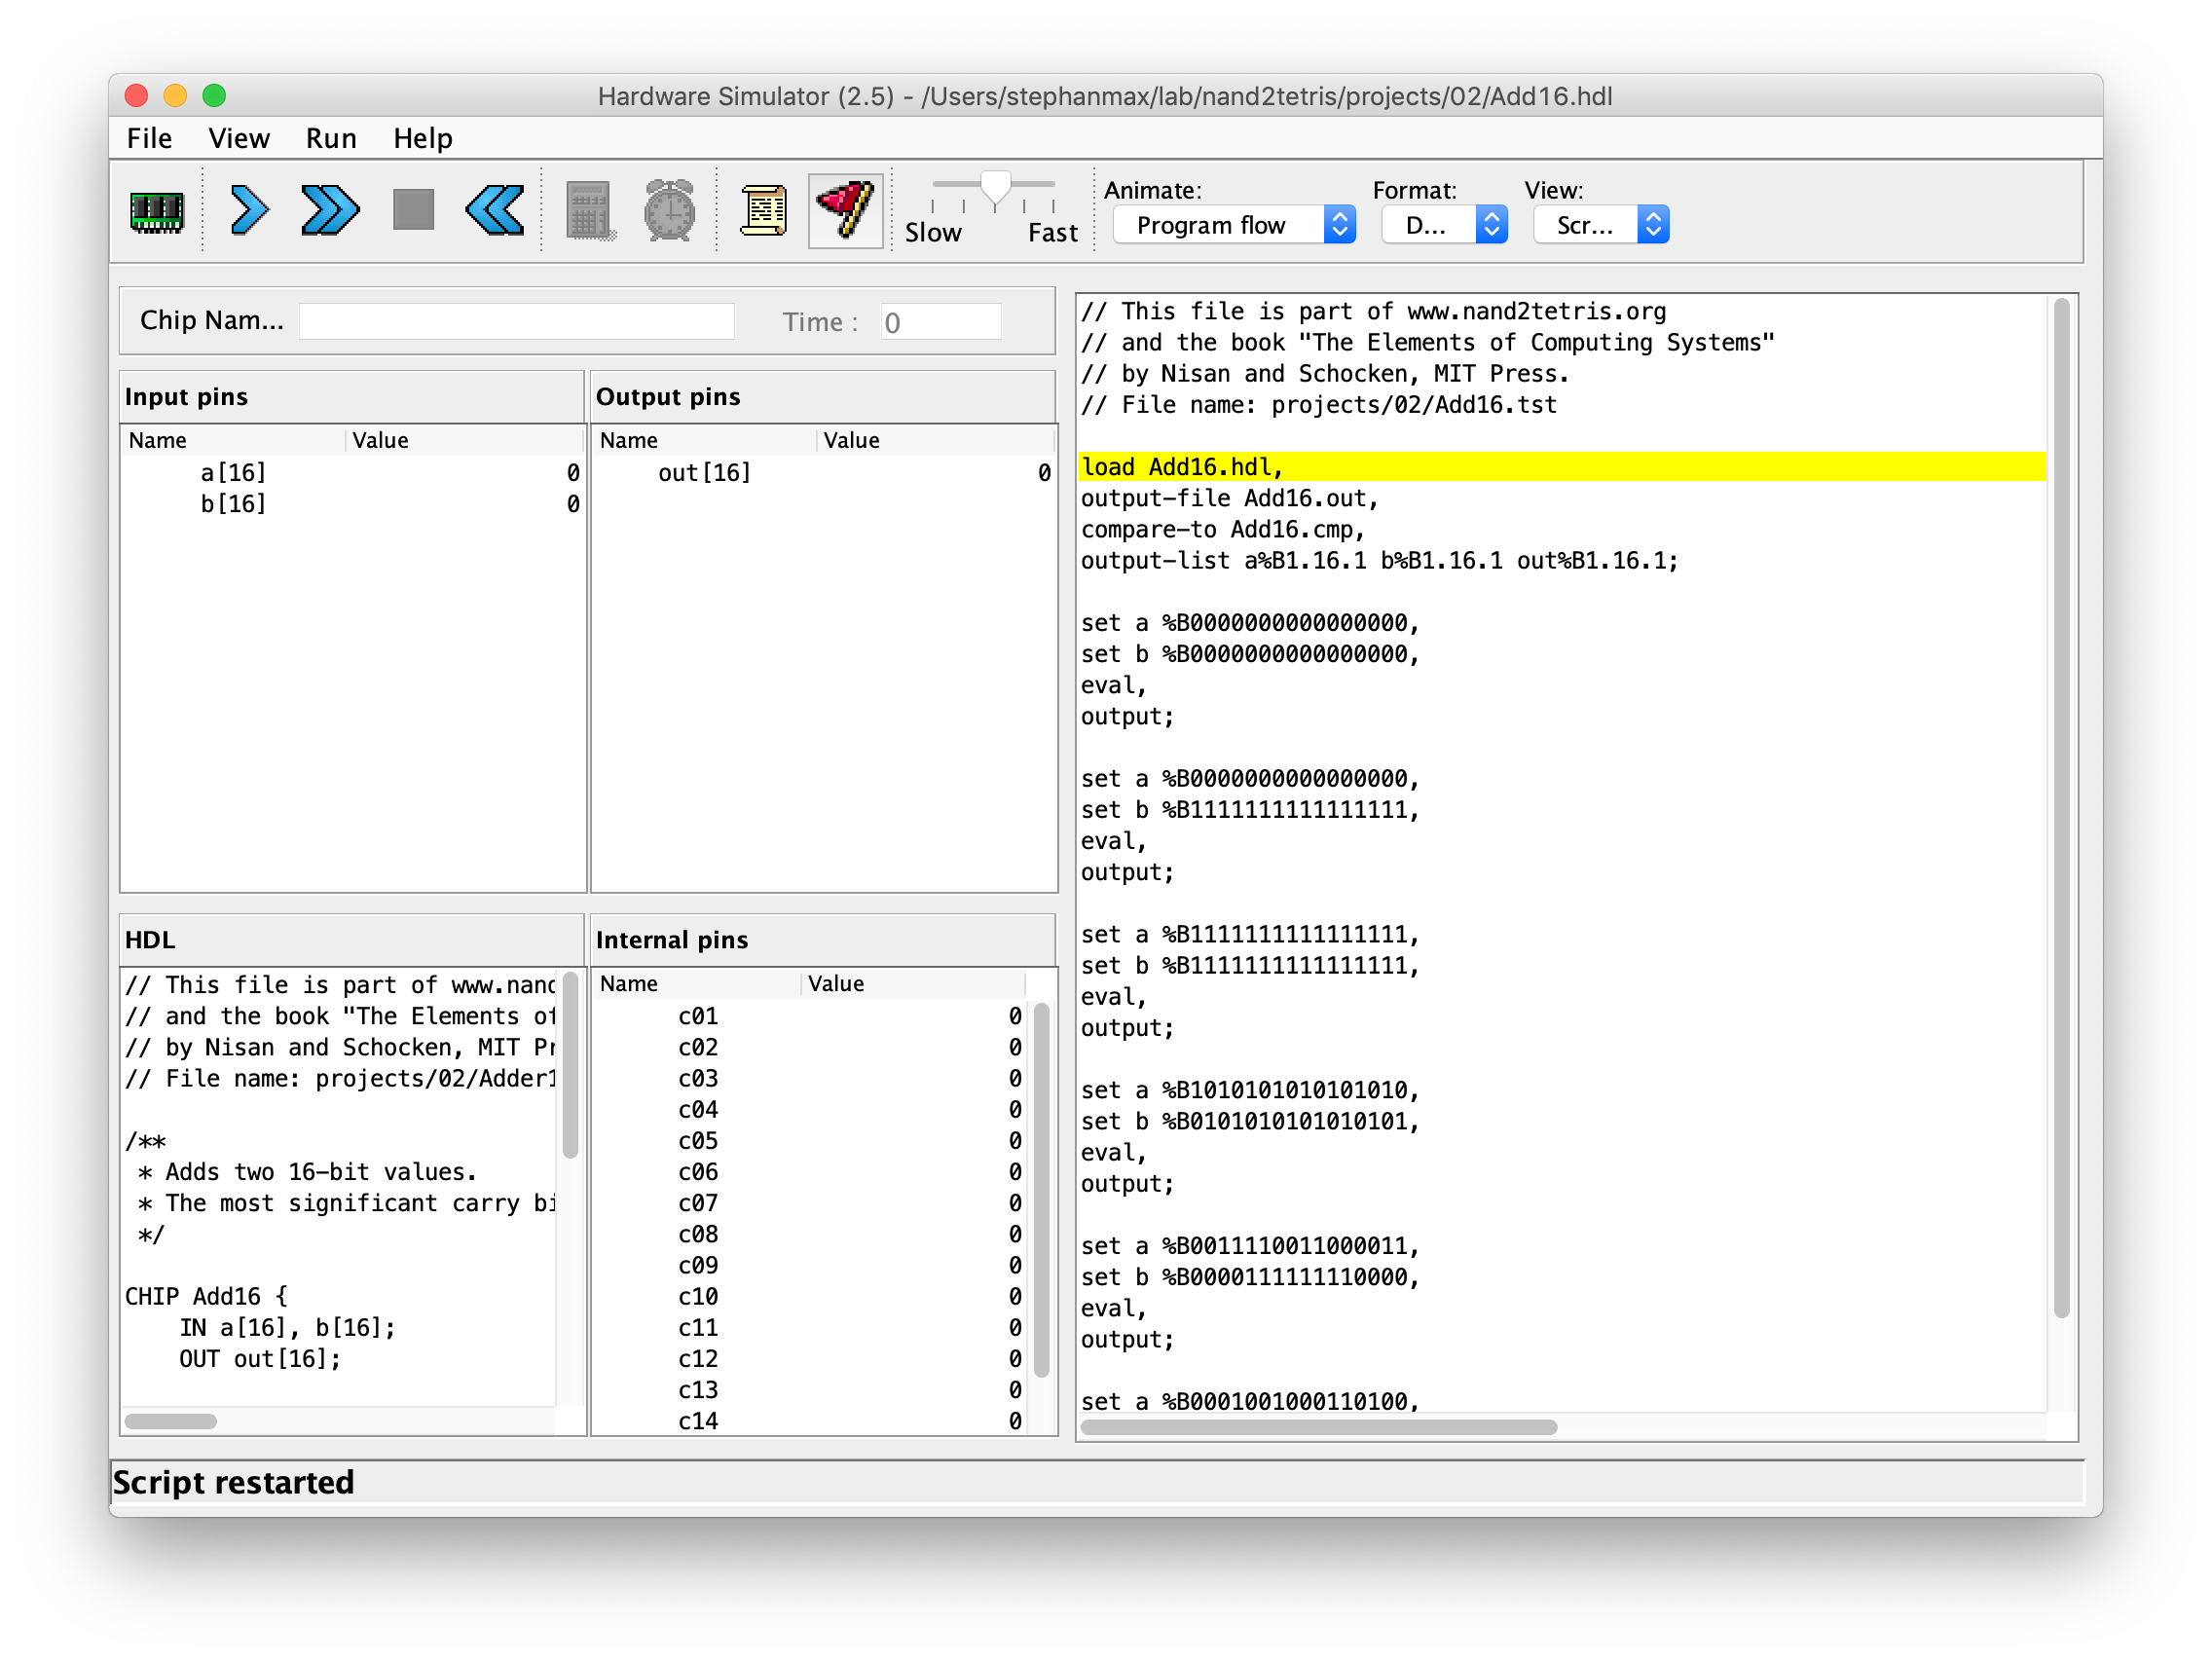 Hardware Simulator (2.5) - /Users/stephanmax/lab/nand2tetris/projects/02/Add16.hdl
File View Run Help
Slow Fast
Animate: Format: View:
Program flow D... Scr...
Chip Nam... Time : 0
Input pins
Name Value
a[16] 0
b[16] 0
Output pins
Name Value
out[16] 0
HDL
// This file is part of www.nand
// and the book "The Elements of
// by Nisan and Schocken, MIT Pr
// File name: projects/02/Adder1
/**
* Adds two 16-bit values.
* The most significant carry bi
*/
CHIP Add16 {
IN a[16], b[16];
OUT out[16];
Internal pins
Name Value
c01 0
c02 0
c03 0
c04 0
c05 0
c06 0
c07 0
c08 0
c09 0
c10 0
c11 0
c12 0
c13 0
c14 0
// This file is part of www.nand2tetris.org
// and the book "The Elements of Computing Systems"
// by Nisan and Schocken, MIT Press.
// File name: projects/02/Add16.tst
load Add16.hdl,
output-file Add16.out,
compare-to Add16.cmp,
output-list a%B1.16.1 b%B1.16.1 out%B1.16.1;
set a %B0000000000000000,
set b %B0000000000000000,
eval,
output;
set a %B0000000000000000,
set b %B1111111111111111,
eval,
output;
set a %B1111111111111111,
set b %B1111111111111111,
eval,
output;
set a %B1010101010101010,
set b %B0101010101010101,
eval,
output;
set a %B0011110011000011,
set b %B0000111111110000,
eval,
output;
set a %B0001001000110100,
Script restarted